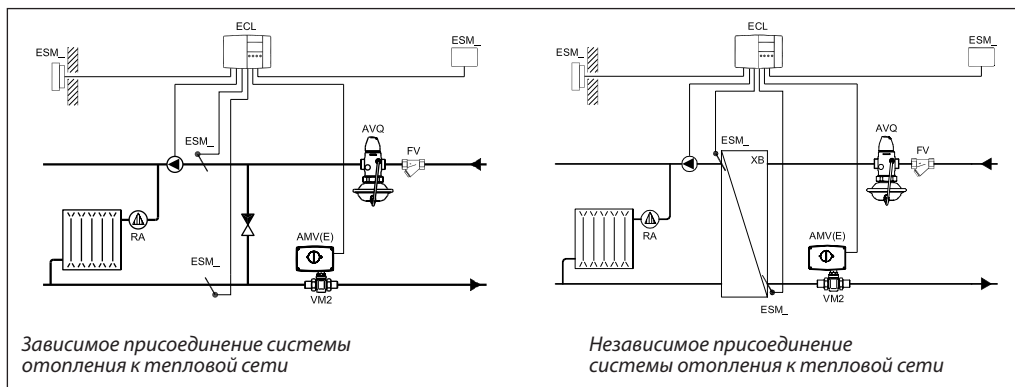 ECL
ESM_
ESM_
ESM_
AVQ
FV
RA
AMV(E)
ESM_
VM2
Зависимое присоединение системы
отопления к тепловой сети
ECL
ESM_
ESM_
ESM_
XB
AVQ
FV
RA
AMV(E)
VM2
ESM_
Независимое присоединение
системы отопления к тепловой сети